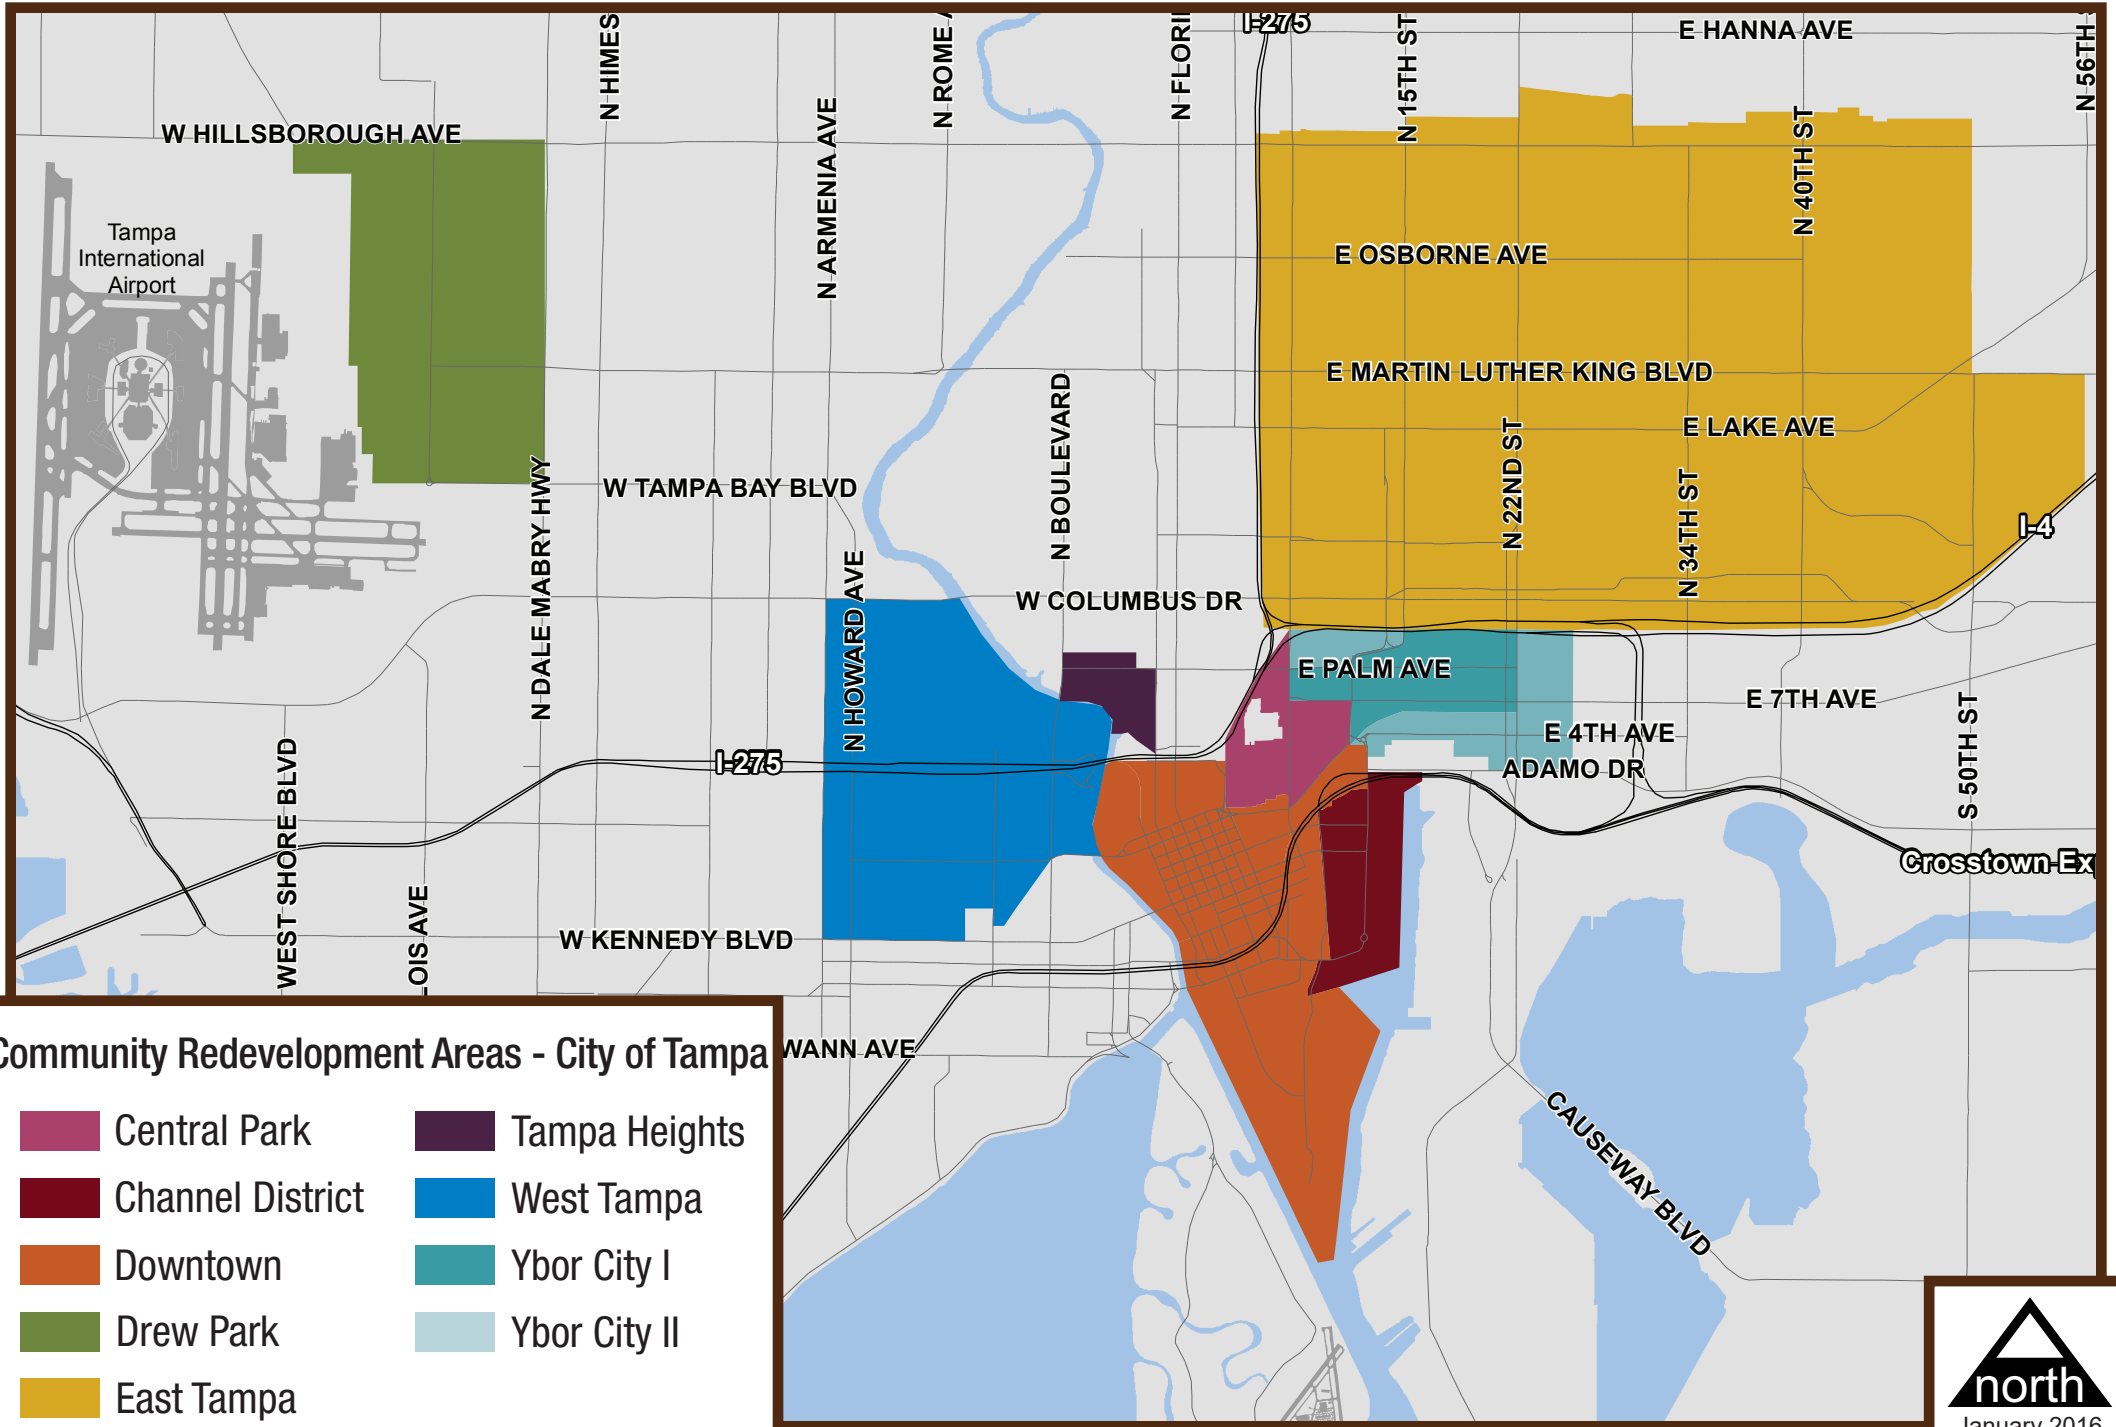 I-275
E HANNA AVE
N HIMES
N ROME
N FLORI
N 15TH ST
N 56TH
W HILLSBOROUGH AVE
N ARMENIA AVE
N 40TH ST
Tampa
International
Airport
E OSBORNE AVE
E MARTIN LUTHER KING BLVD
N BOULEVARD
E LAKE AVE
N 22ND ST
W TAMPA BAY BLVD
N DALE MABRY HWY
N 34TH ST
I-4
N HOWARD AVE
W COLUMBUS DR
E PALM AVE
E 7TH AVE
E 4TH AVE
S 50TH ST
I-275
ADAMO DR
WEST SHORE BLVD
Crosstown Ex
OIS AVE
W KENNEDY BLVD
WANN AVE
CAUSEWAY BLVD
Community Redevelopment Areas - City of Tampa
Central Park
Channel District
Downtown
Drew Park
East Tampa
Tampa Heights
West Tampa
Ybor City I
Ybor City II
north
January 2016